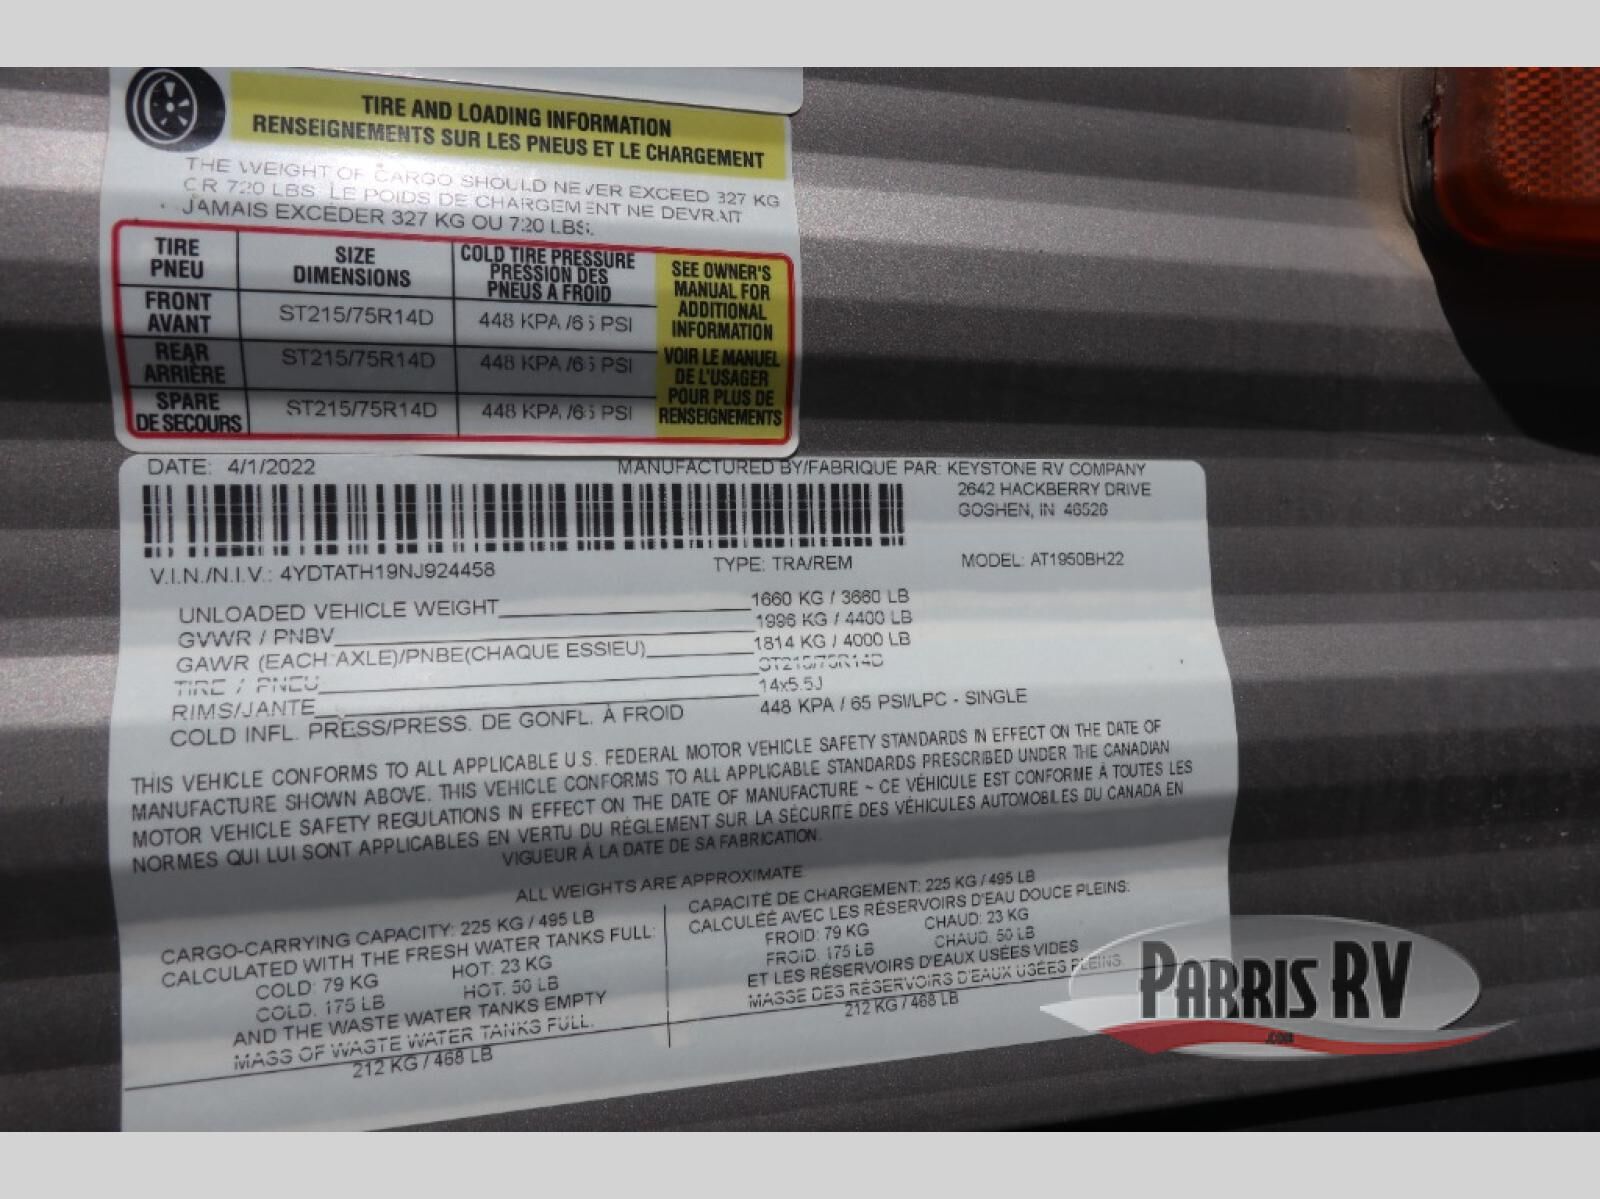 TIRE AND LOADING INFORMATION
RENSEIGNEMENTS SUR LES PNEUS ET LE CHARGEMENT
THE WEIGHT OF CARGO SHOULD NEVER EXCEED 327 KG
OR 720 LBS. LE POIDS DE CHARGEMENT NE DEVRAIT
JAMAIS EXCÉDER 327 KG OU 720 LBS.
TIRE
PNEU
SIZE
DIMENSIONS
COLD TIRE PRESSURE
PRESSION DES
PNEUS A FROID
SEE OWNER'S
MANUAL FOR
ADDITIONAL
INFORMATION
VOIR LE MANUEL
DE L'USAGER
POUR PLUS DE
RENSEIGNEMENTS
FRONT
AVANT
ST215/75R14D
448 KPA /65 PSI
REAR
ARRIÈRE
ST215/75R14D
448 KPA /65 PSI
SPARE
DE SECOURS
ST215/75R14D
448 KPA /65 PSI
DATE: 4/1/2022
MANUFACTURED BY/FABRIQUE PAR: KEYSTONE RV COMPANY
2642 HACKBERRY DRIVE
GOSHEN, IN 46526
V.I.N./N.I.V.: 4YDTATH19NJ924458
TYPE: TRA/REM
MODEL: AT1950BH22
UNLOADED VEHICLE WEIGHT 1660 KG / 3660 LB
GVWR / PNBV 1996 KG / 4400 LB
GAWR (EACH AXLE)/PNBE(CHAQUE ESSIEU) 1814 KG / 4000 LB
TIRE / PNEU ST215/75R14D
RIMS/JANTE 14x5.5J
COLD INFL. PRESS/PRESS. DE GONFL. À FROID 448 KPA / 65 PSI/LPC - SINGLE
THIS VEHICLE CONFORMS TO ALL APPLICABLE U.S. FEDERAL MOTOR VEHICLE SAFETY STANDARDS IN EFFECT ON THE DATE OF
MANUFACTURE SHOWN ABOVE. THIS VEHICLE CONFORMS TO ALL APPLICABLE STANDARDS PRESCRIBED UNDER THE CANADIAN
MOTOR VEHICLE SAFETY REGULATIONS IN EFFECT ON THE DATE OF MANUFACTURE ~ CE VÉHICULE EST CONFORME À TOUTES LES
NORMES QUI LUI SONT APPLICABLES EN VERTU DU RÉGLEMENT SUR LA SÉCURITÉ DES VÉHICULES AUTOMOBILES DU CANADA EN
VIGUEUR À LA DATE DE SA FABRICATION.
ALL WEIGHTS ARE APPROXIMATE
CARGO-CARRYING CAPACITY: 225 KG / 495 LB
CALCULATED WITH THE FRESH WATER TANKS FULL:
COLD: 79 KG HOT: 23 KG
COLD. 175 LB HOT. 50 LB
AND THE WASTE WATER TANKS EMPTY
MASS OF WASTE WATER TANKS FULL.
212 KG / 468 LB
CAPACITÉ DE CHARGEMENT: 225 KG / 495 LB
CALCULÉE AVEC LES RÉSERVOIRS D'EAU DOUCE PLEINS:
FROID: 79 KG CHAUD: 23 KG
FROID. 175 LB CHAUD. 50 LB
ET LES RÉSERVOIRS D'EAUX USÉES VIDES
MASSE DES RÉSERVOIRS D'EAUX USÉES PLEINS.
212 KG / 468 LB
PARRIS RV
.COM